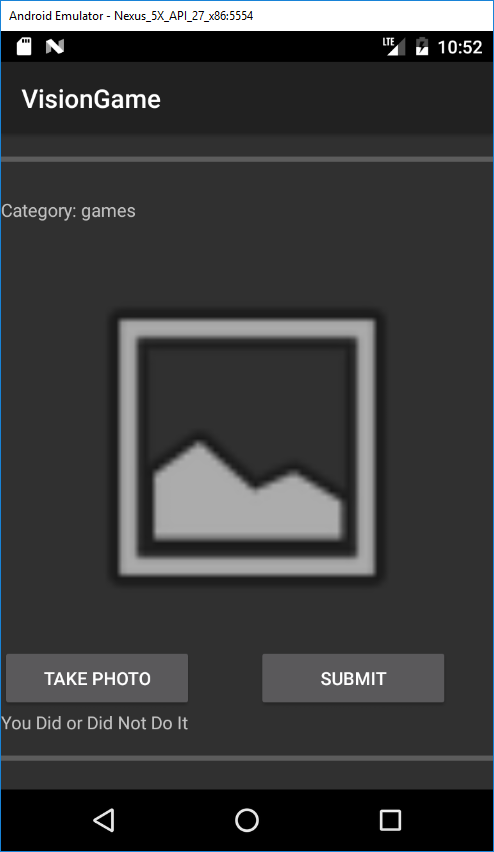 Android Emulator - Nexus_5X_API_27_x86:5554
LTE 10:52
VisionGame
Category: games
TAKE PHOTO SUBMIT
You Did or Did Not Do It